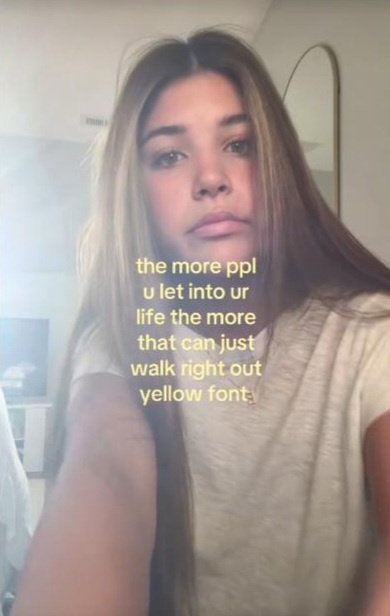 the more ppl
u let into ur
life the more
that can just
walk right out
yellow font